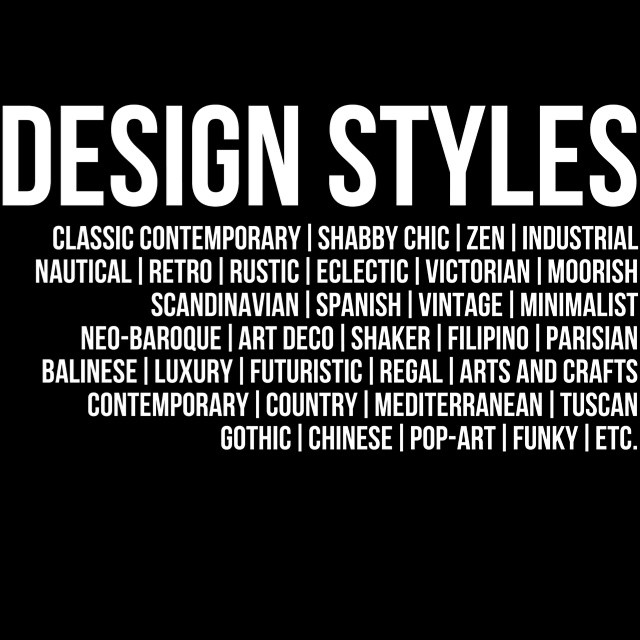 DESIGN STYLES
CLASSIC CONTEMPORARY | SHABBY CHIC | ZEN | INDUSTRIAL
NAUTICAL | RETRO | RUSTIC | ECLECTIC | VICTORIAN | MOORISH
SCANDINAVIAN | SPANISH | VINTAGE | MINIMALIST
NEO-BAROQUE | ART DECO | SHAKER | FILIPINO | PARISIAN
BALINESE | LUXURY | FUTURISTIC | REGAL | ARTS AND CRAFTS
CONTEMPORARY | COUNTRY | MEDITERRANEAN | TUSCAN
GOTHIC | CHINESE | POP-ART | FUNKY | ETC.